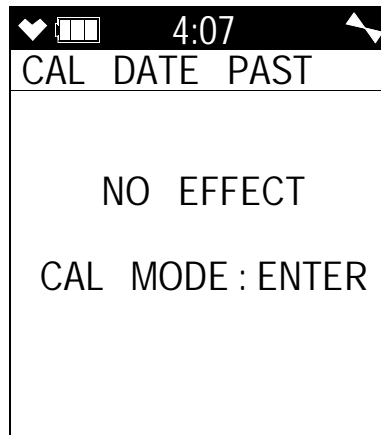 4:07
CAL DATE PAST
NO EFFECT
CAL MODE : ENTER